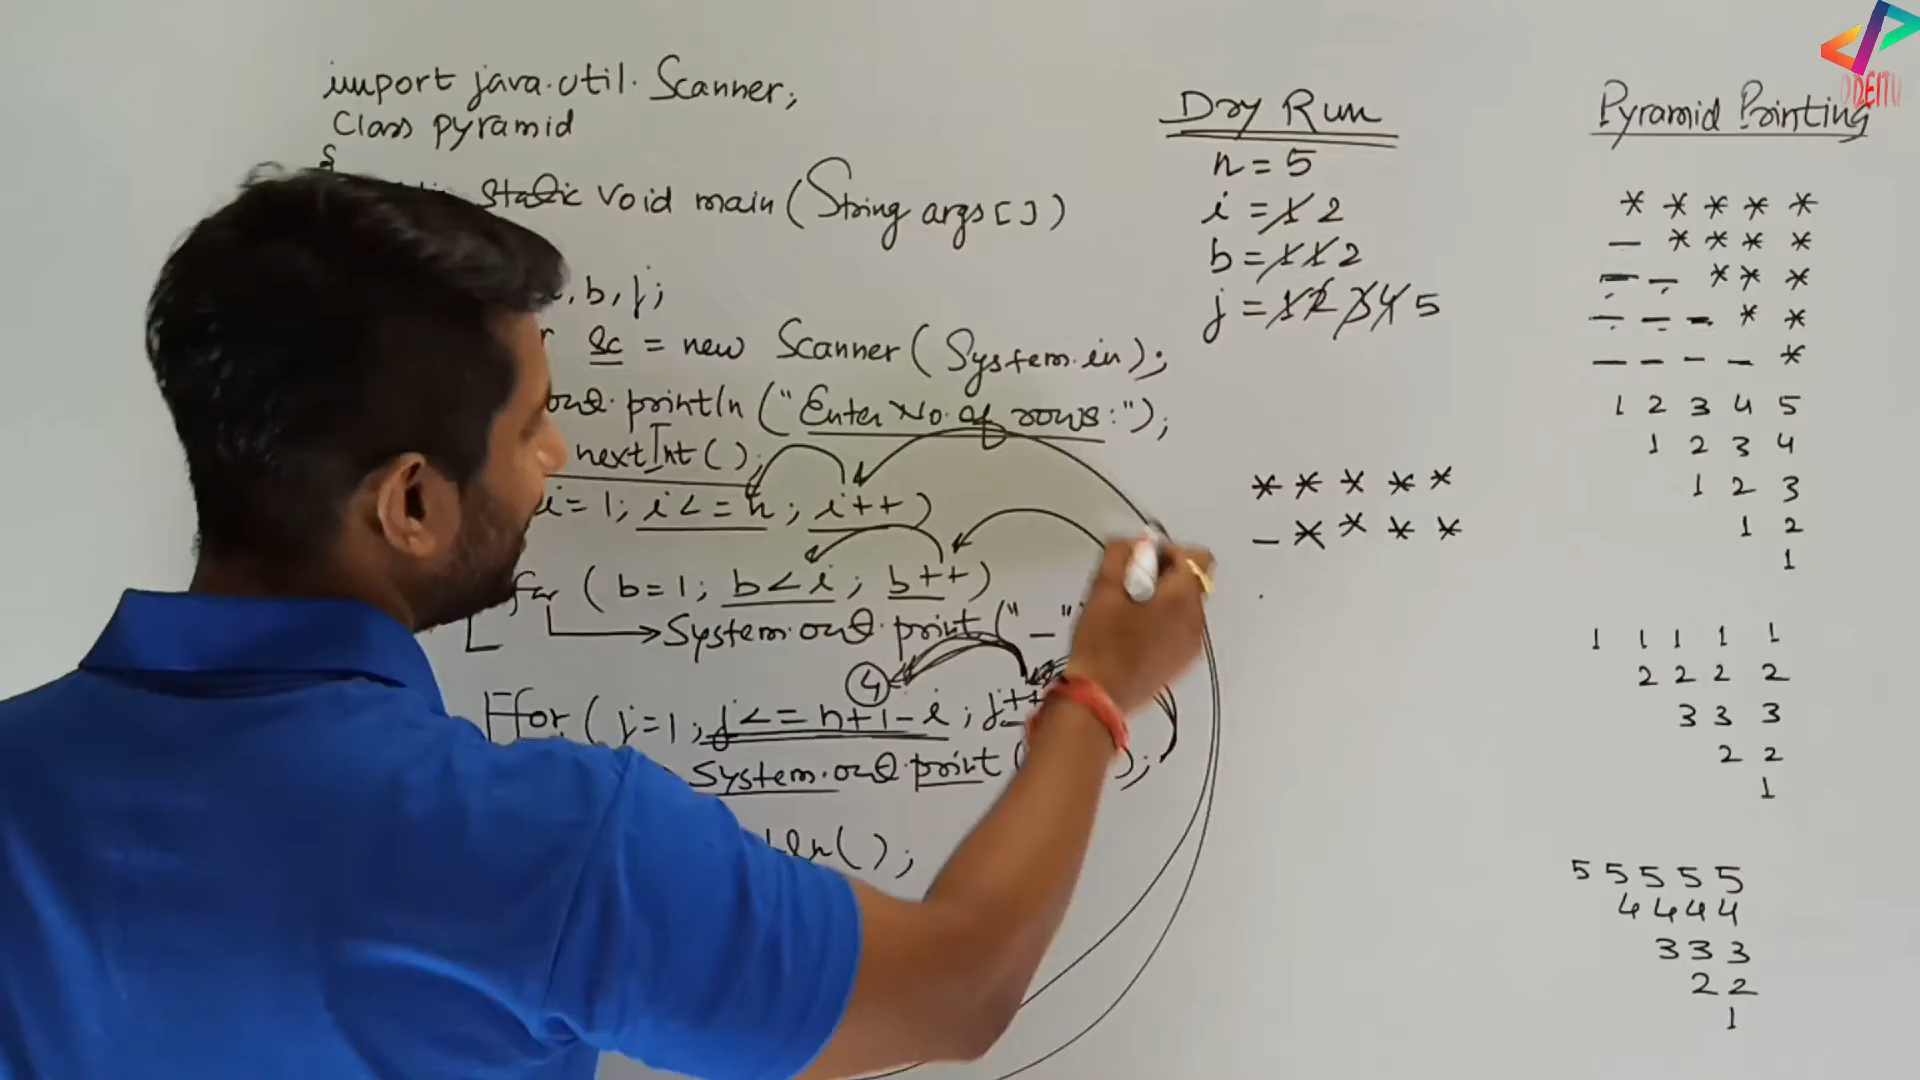 import java.util.Scanner;
Class pyramid
{
Static Void main (String args [ ] )
, b, j;
sc = new Scanner ( System.in);
out.println ("Enter No. of rows:");
nextInt ( );
i=1; i<=n; i++)
for ( b=1; b<i; b++)
System.out.print ("_"
4
For ( j=1; j<=n+1-i; j++
System.out.print (     );
ln( );
Dry Run
n = 5
i = 1 2
b = 1 1 2
j = 1 2 3 4 5
* * * * *
_ * * * *
Pyramid Printing
* * * * *
_ * * * *
_ _ * * *
_ _ _ * *
_ _ _ _ *
1 2 3 4 5
1 2 3 4
1 2 3
1 2
1
1 1 1 1 1
2 2 2 2
3 3 3
2 2
1
5 5 5 5 5
4 4 4 4
3 3 3
2 2
1